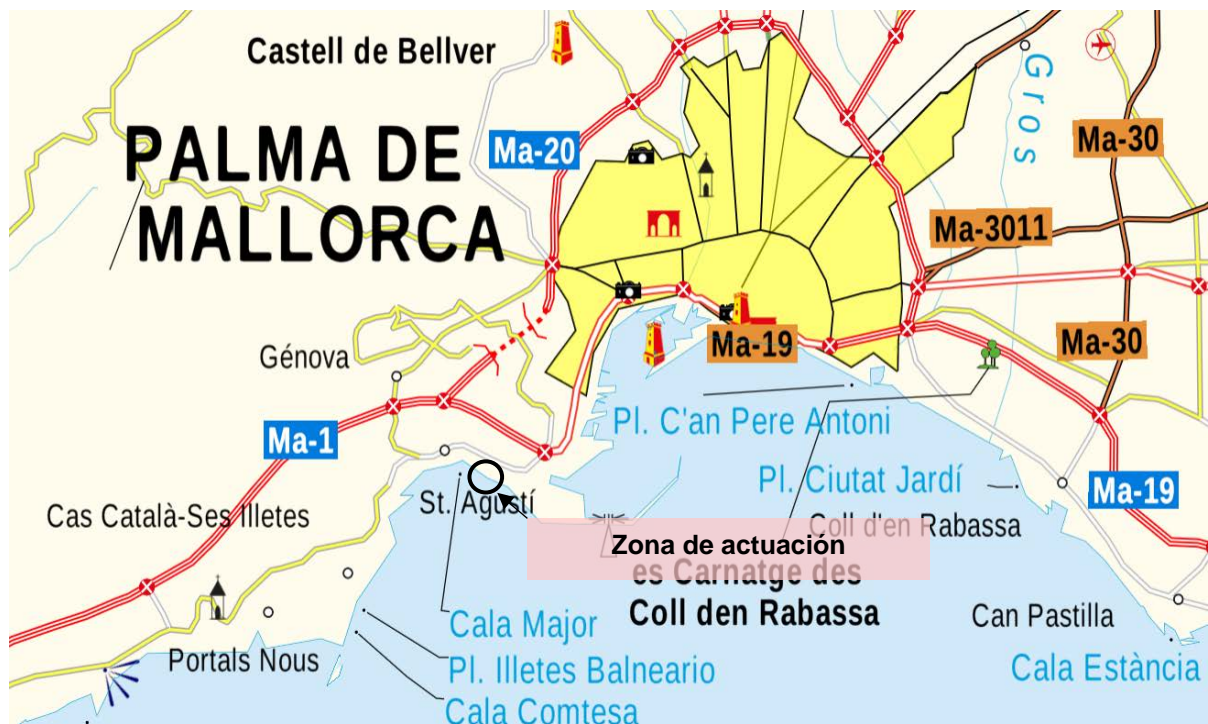 Castell de Bellver
PALMA DE
MALLORCA
Ma-20
Gros
Ma-30
Ma-3011
Génova
Ma-19
Ma-30
Pl. C'an Pere Antoni
Ma-1
Pl. Ciutat Jardí
Ma-19
St. Agustí
Cas Català-Ses Illetes
Coll d'en Rabassa
Zona de actuación
es Carnatge des
Coll den Rabassa
Can Pastilla
Cala Major
Portals Nous
Pl. Illetes Balneario
Cala Estància
Cala Comtesa